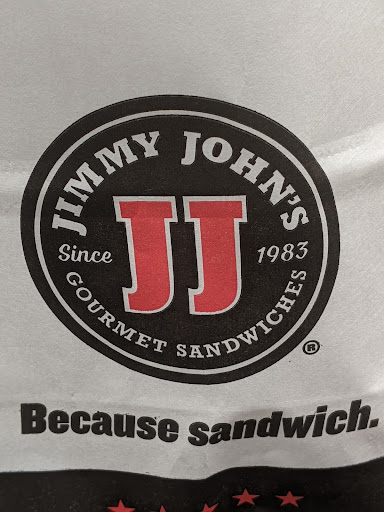 JIMMY JOHN'S
Since JJ 1983
GOURMET SANDWICHES
®
Because sandwich.